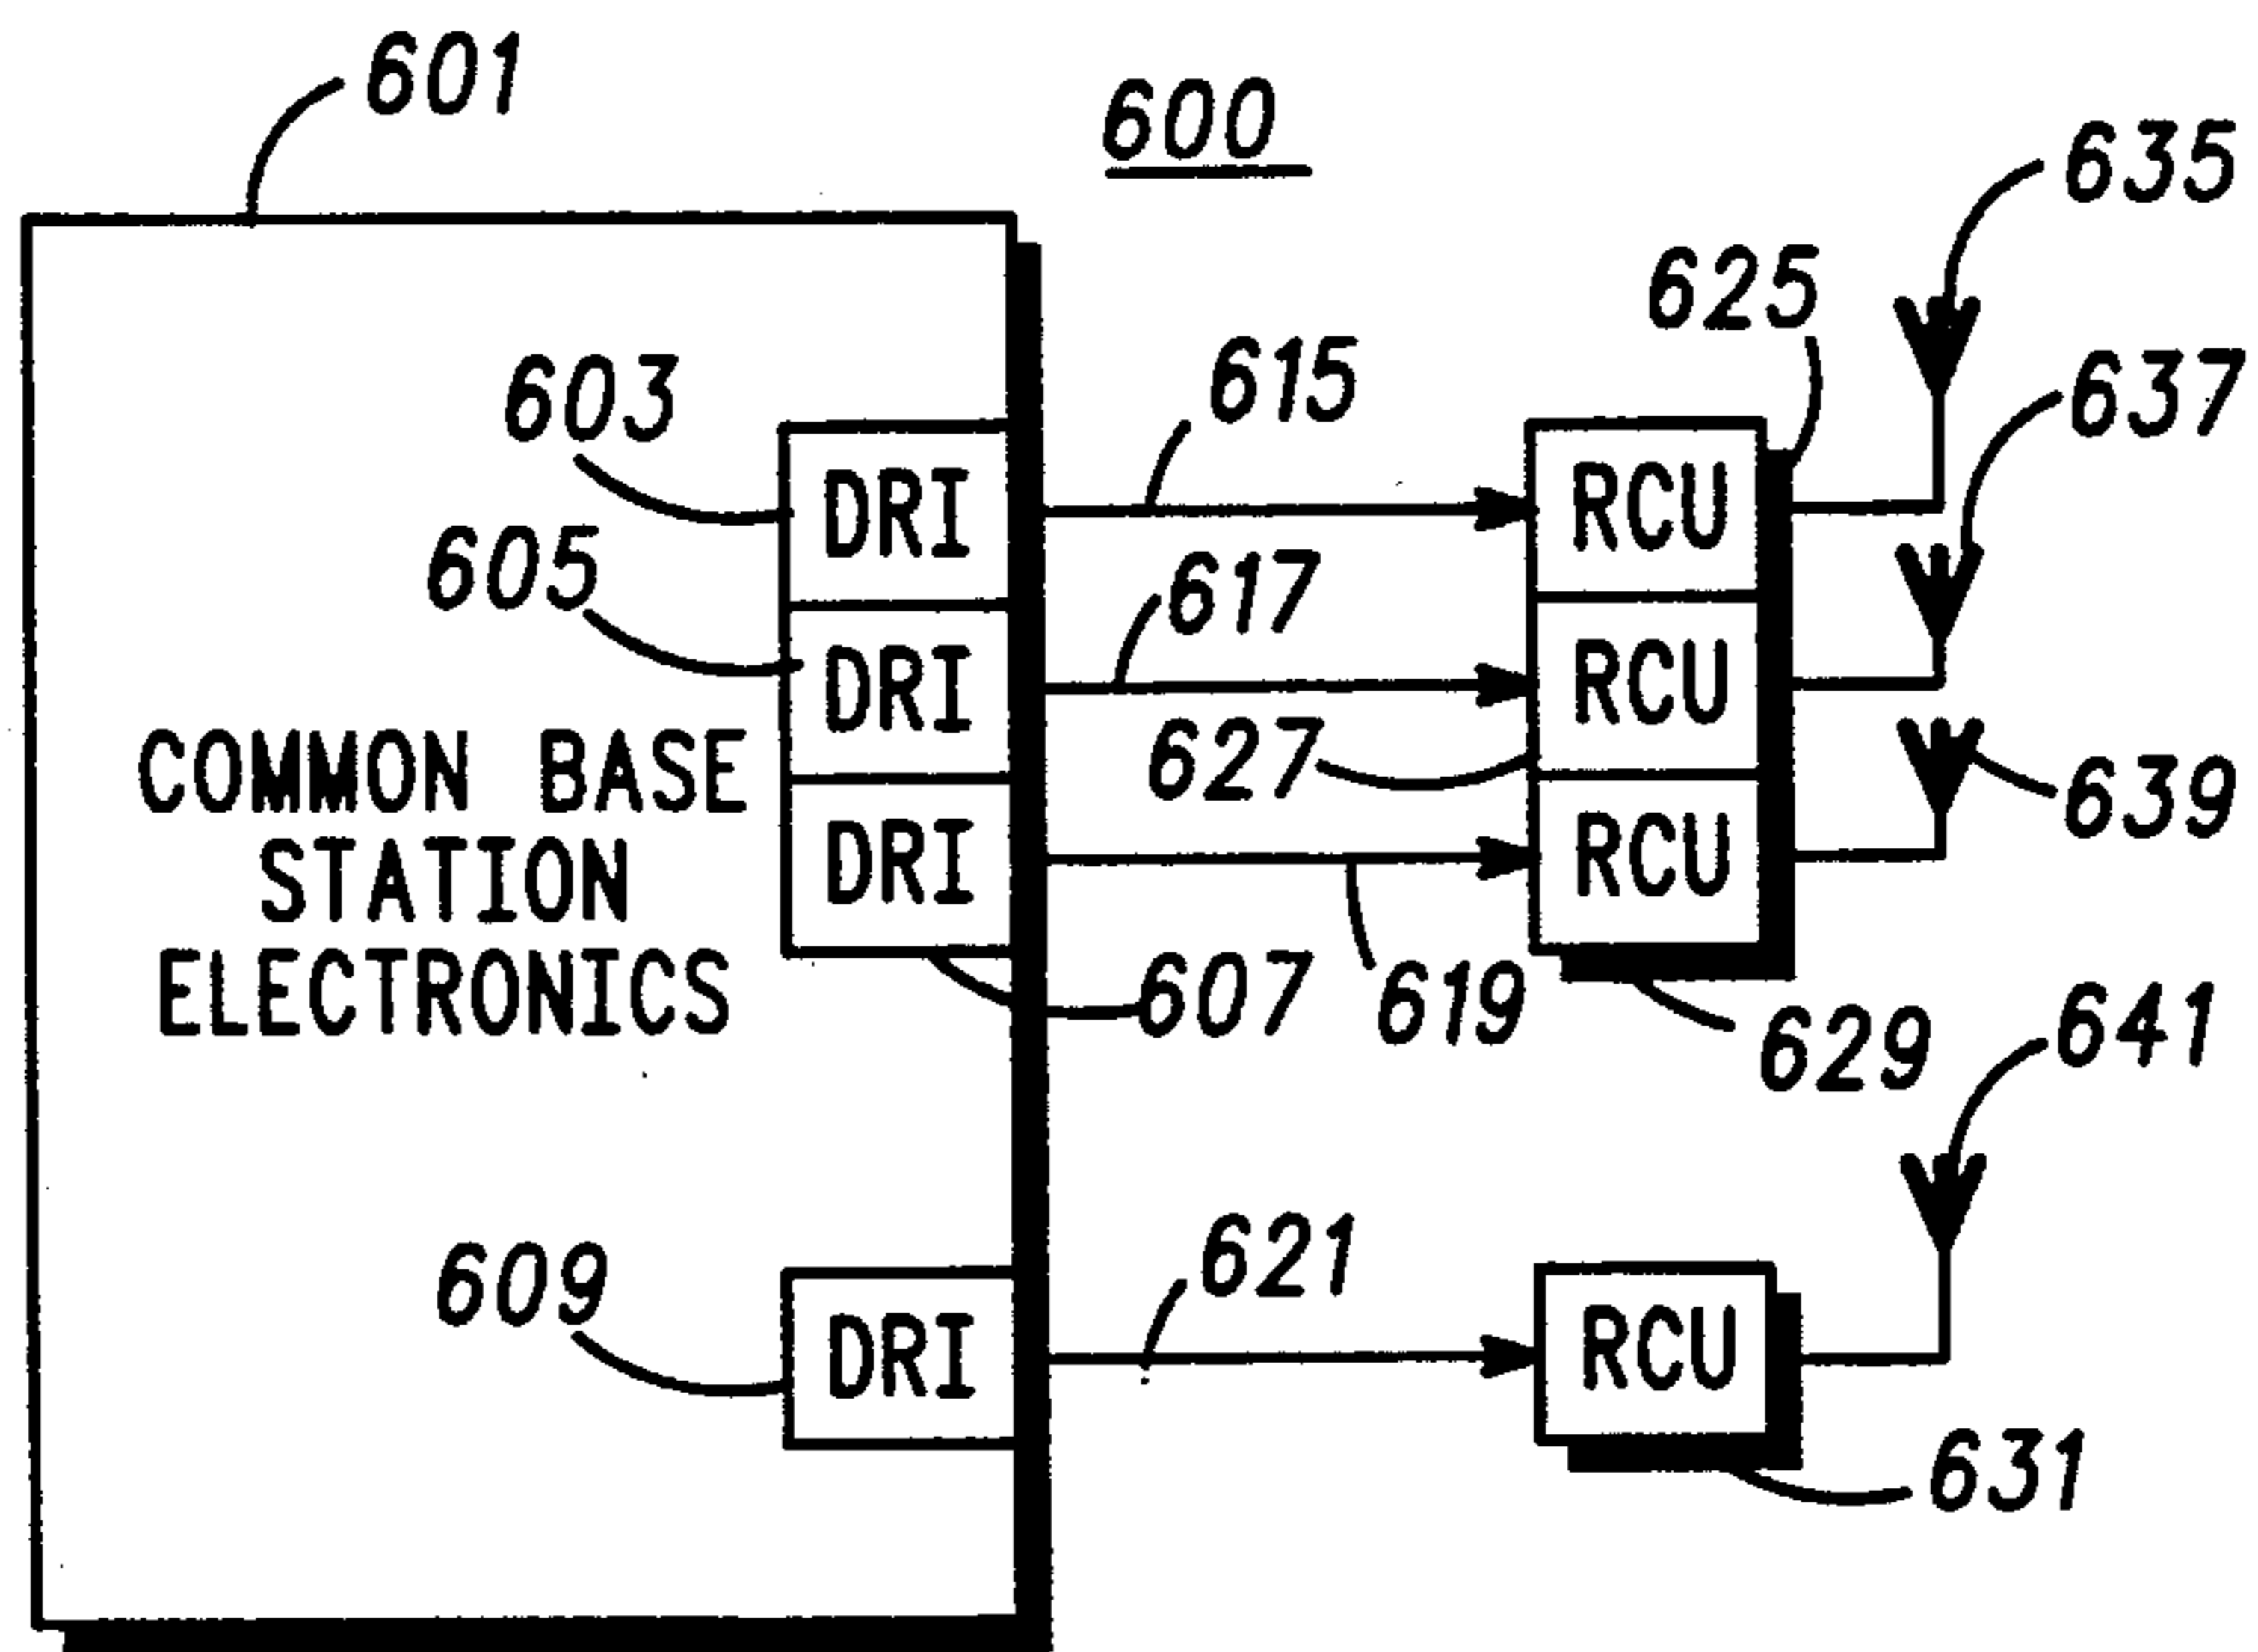 601
600
635
625
615
637
603
DRI
RCU
605
617
DRI
RCU
627
COMMON BASE
STATION
ELECTRONICS
639
DRI
RCU
607
619
629
641
609
621
DRI
RCU
631